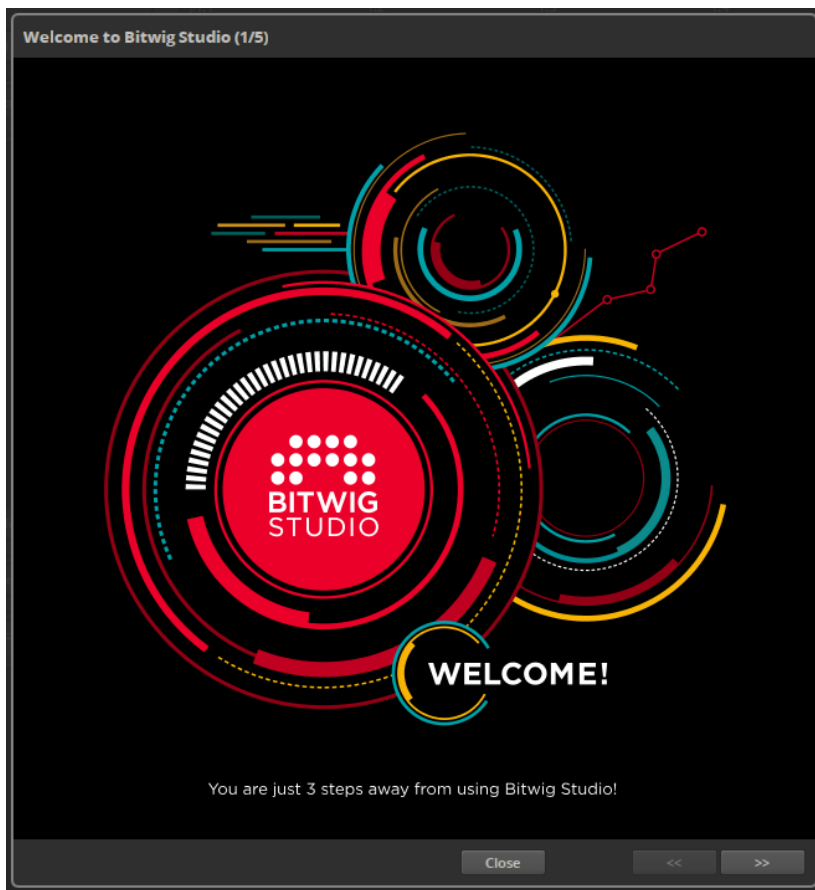 Welcome to Bitwig Studio (1/5)
BITWIG
STUDIO
WELCOME!
You are just 3 steps away from using Bitwig Studio!
Close
<<
>>